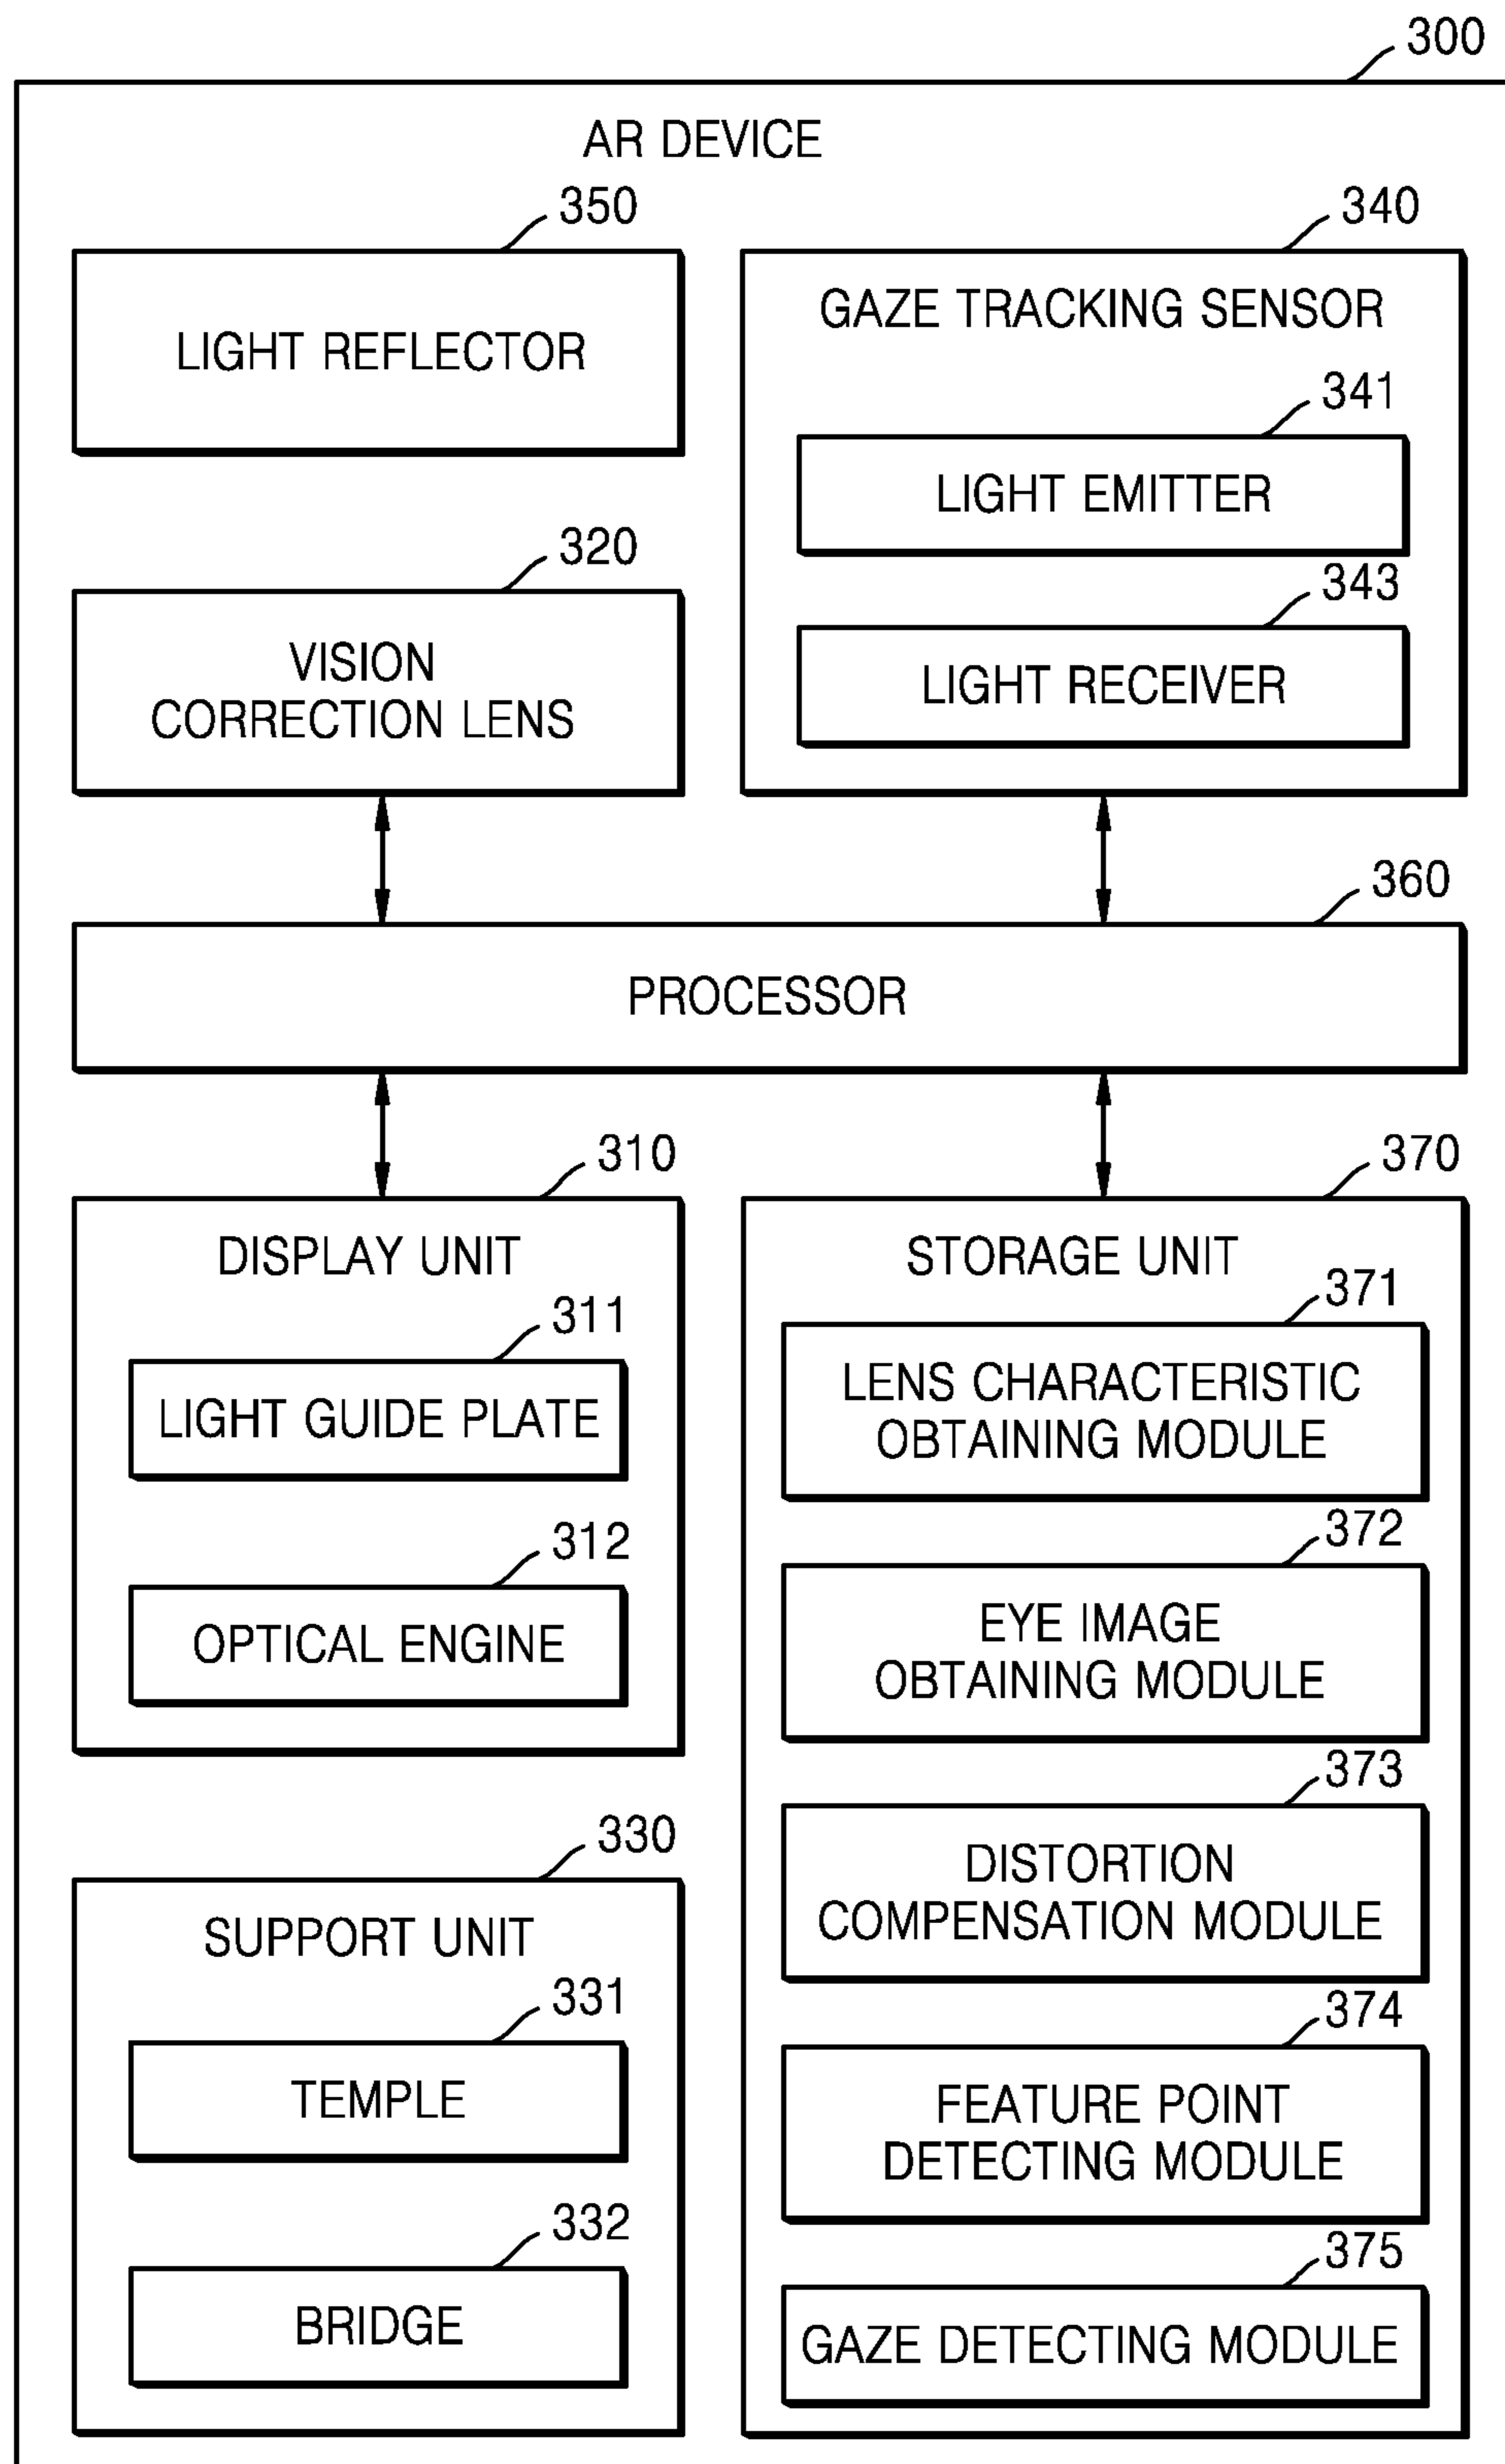 300
AR DEVICE
350
LIGHT REFLECTOR
340
GAZE TRACKING SENSOR
341
LIGHT EMITTER
343
LIGHT RECEIVER
320
VISION
CORRECTION LENS
360
PROCESSOR
310
DISPLAY UNIT
311
LIGHT GUIDE PLATE
312
OPTICAL ENGINE
330
SUPPORT UNIT
331
TEMPLE
332
BRIDGE
370
STORAGE UNIT
371
LENS CHARACTERISTIC
OBTAINING MODULE
372
EYE IMAGE
OBTAINING MODULE
373
DISTORTION
COMPENSATION MODULE
374
FEATURE POINT
DETECTING MODULE
375
GAZE DETECTING MODULE